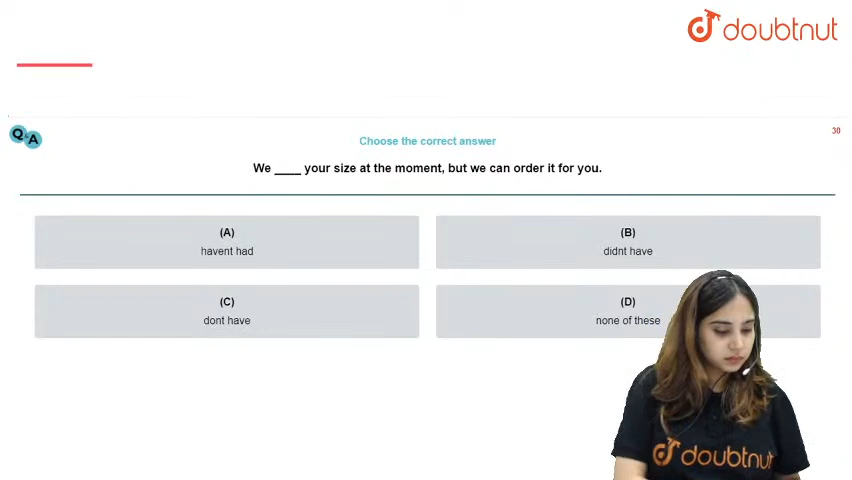 doubtnut
Q & A
30
Choose the correct answer
We ____ your size at the moment, but we can order it for you.
(A)
havent had
(B)
didnt have
(C)
dont have
(D)
none of these
doubtnut